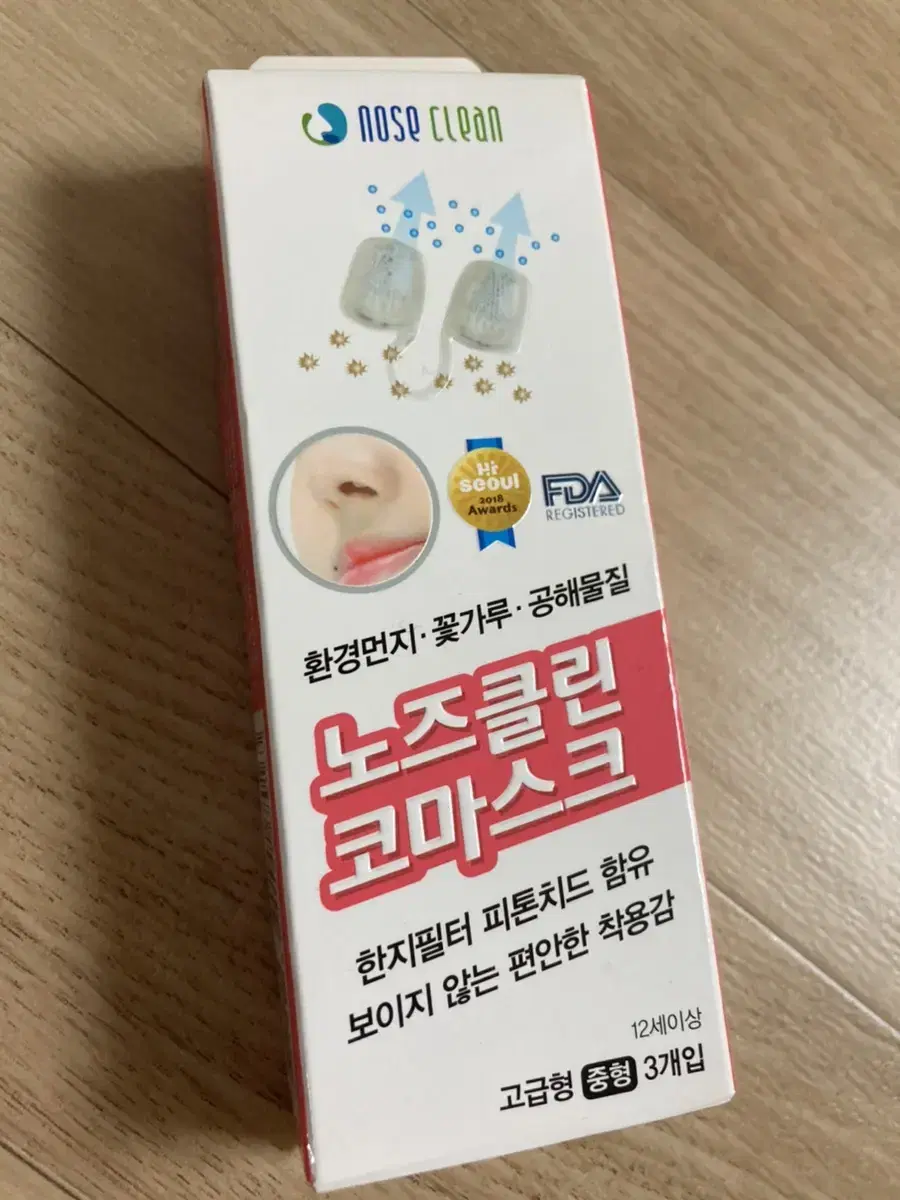 nose clean
Hi
seoul
2018
Awards
FDA
REGISTERED
환경먼지·꽃가루·공해물질
노즈클린
코마스크
한지필터 피톤치드 함유
보이지 않는 편안한 착용감
12세이상
고급형 중형 3개입